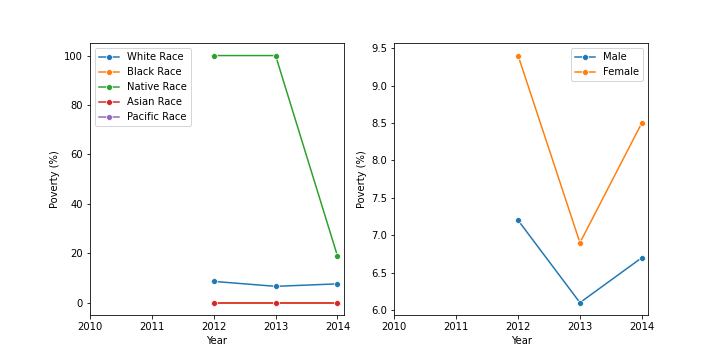 White Race
Black Race
Native Race
Asian Race
Pacific Race
100
80
60
40
20
0
Poverty (%)
2010 2011 2012 2013 2014
Year
Male
Female
9.5
9.0
8.5
8.0
7.5
7.0
6.5
6.0
Poverty (%)
2010 2011 2012 2013 2014
Year